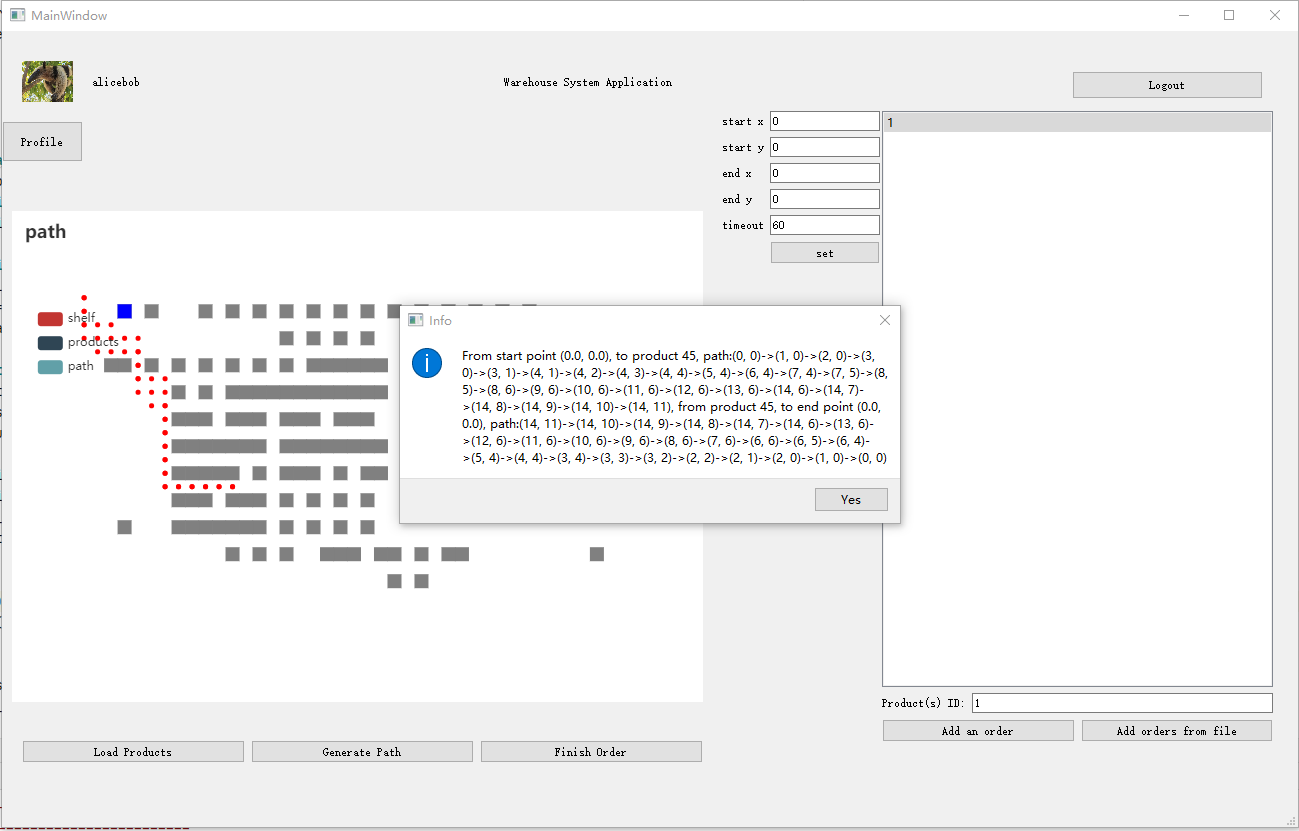 MainWindow
alicebob
Warehouse System Application
Logout
Profile
start x 0
start y 0
end x 0
end y 0
timeout 60
set
1
path
shelf
products
path
Info
From start point (0.0, 0.0), to product 45, path:(0, 0)->(1, 0)->(2, 0)->(3,
0)->(3, 1)->(4, 1)->(4, 2)->(4, 3)->(4, 4)->(5, 4)->(6, 4)->(7, 4)->(7, 5)->(8,
5)->(8, 6)->(9, 6)->(10, 6)->(11, 6)->(12, 6)->(13, 6)->(14, 6)->(14, 7)-
>(14, 8)->(14, 9)->(14, 10)->(14, 11), from product 45, to end point (0.0,
0.0), path:(14, 11)->(14, 10)->(14, 9)->(14, 8)->(14, 7)->(14, 6)->(13, 6)-
>(12, 6)->(11, 6)->(10, 6)->(9, 6)->(8, 6)->(7, 6)->(6, 6)->(6, 5)->(6, 4)-
>(5, 4)->(4, 4)->(3, 4)->(3, 3)->(3, 2)->(2, 2)->(2, 1)->(2, 0)->(1, 0)->(0, 0)
Yes
Product(s) ID: 1
Add an order
Add orders from file
Load Products
Generate Path
Finish Order